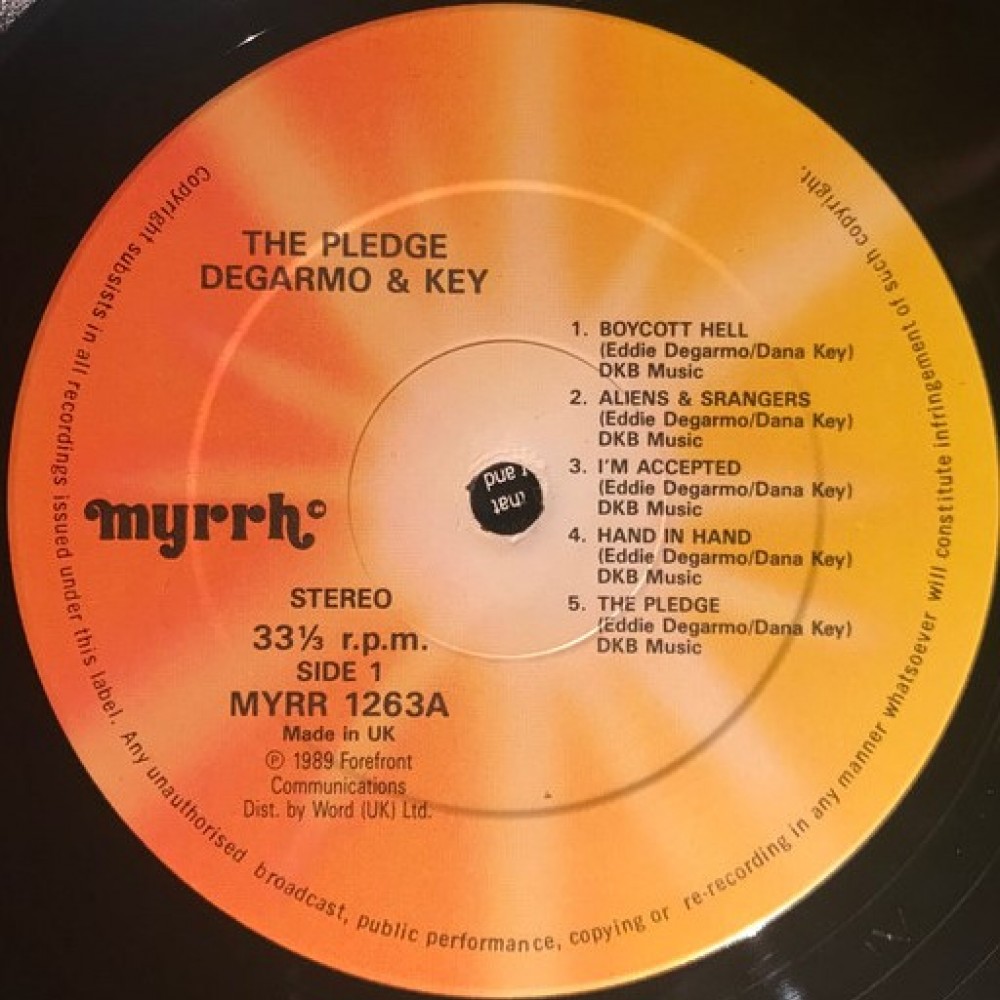 THE PLEDGE
DEGARMO & KEY
1. BOYCOTT HELL
(Eddie Degarmo/Dana Key)
DKB Music
2. ALIENS & SRANGERS
(Eddie Degarmo/Dana Key)
DKB Music
3. I'M ACCEPTED
(Eddie Degarmo/Dana Key)
DKB Music
4. HAND IN HAND
(Eddie Degarmo/Dana Key)
DKB Music
5. THE PLEDGE
(Eddie Degarmo/Dana Key)
DKB Music
myrrh©
STEREO
33⅓ r.p.m.
SIDE 1
MYRR 1263A
Made in UK
℗ 1989 Forefront
Communications
Dist. by Word (UK) Ltd.
Copyright subsists in all recordings issued under this label. Any unauthorised broadcast, public performance, copying or re-recording in any manner whatsoever will constitute infringement of such copyright.
and